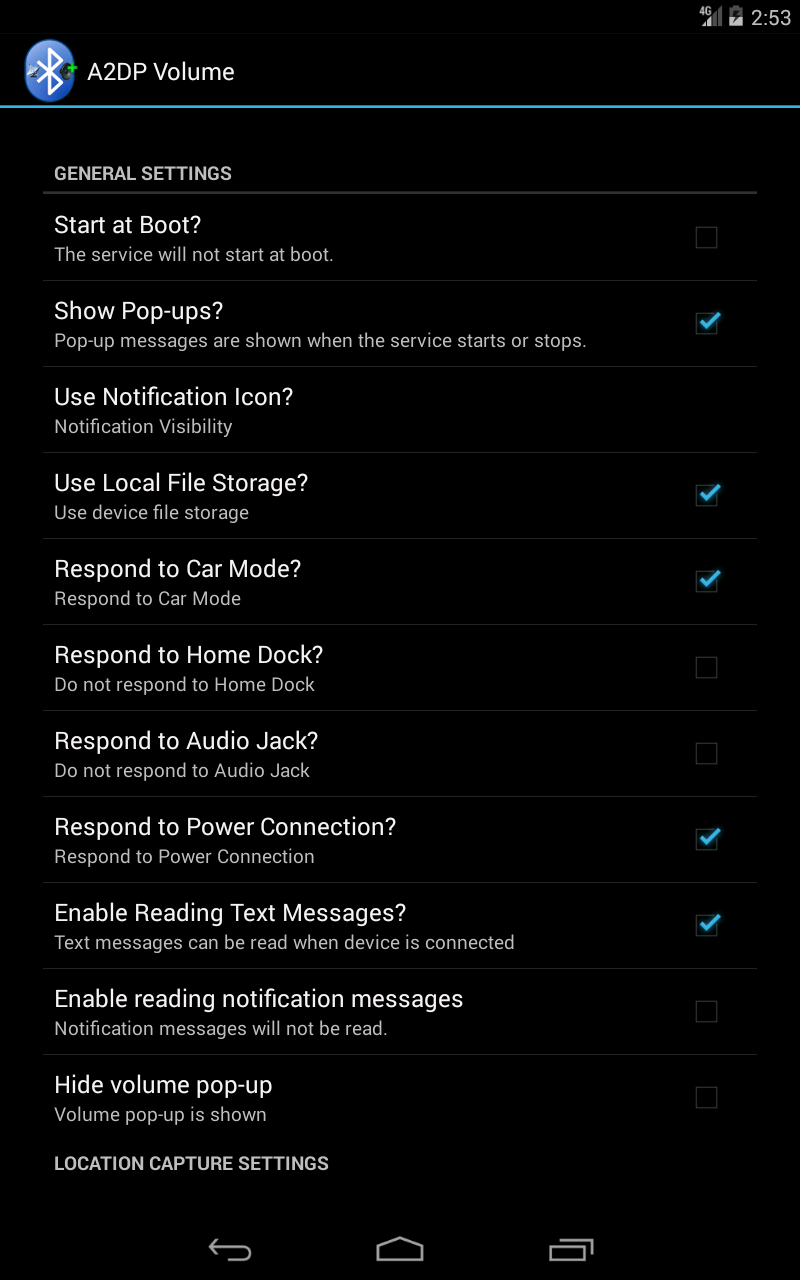 4G 2:53
A2DP Volume
GENERAL SETTINGS
Start at Boot?
The service will not start at boot.
Show Pop-ups?
Pop-up messages are shown when the service starts or stops.
Use Notification Icon?
Notification Visibility
Use Local File Storage?
Use device file storage
Respond to Car Mode?
Respond to Car Mode
Respond to Home Dock?
Do not respond to Home Dock
Respond to Audio Jack?
Do not respond to Audio Jack
Respond to Power Connection?
Respond to Power Connection
Enable Reading Text Messages?
Text messages can be read when device is connected
Enable reading notification messages
Notification messages will not be read.
Hide volume pop-up
Volume pop-up is shown
LOCATION CAPTURE SETTINGS